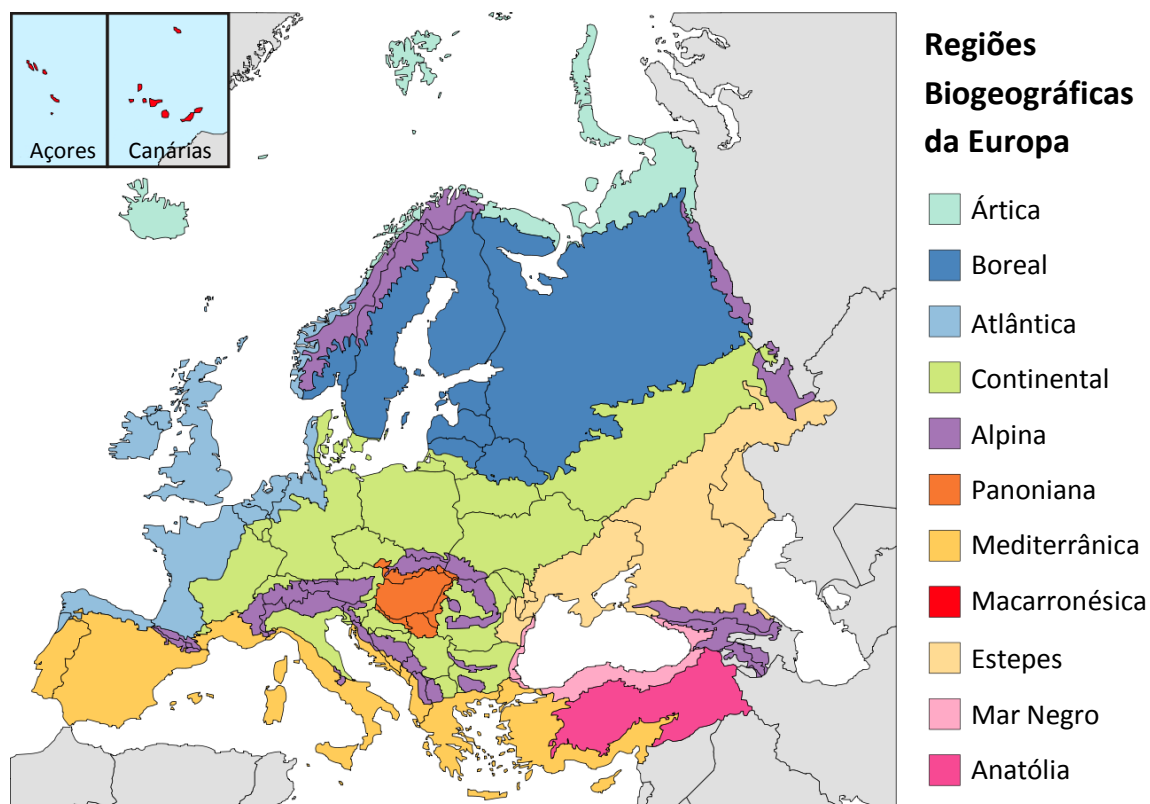 Açores
Canárias
Regiões
Biogeográficas
da Europa
Ártica
Boreal
Atlântica
Continental
Alpina
Panoniana
Mediterrânica
Macarronésica
Estepes
Mar Negro
Anatólia